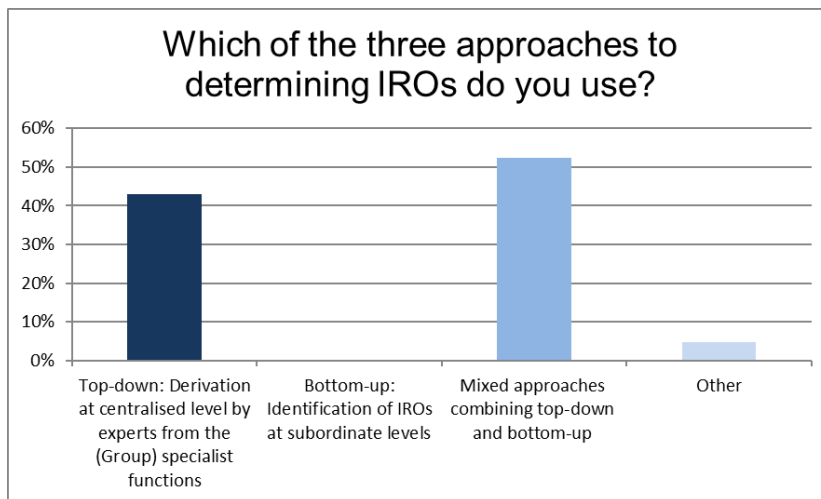 Which of the three approaches to
determining IROs do you use?
60%
50%
40%
30%
20%
10%
0%
Top-down: Derivation
at centralised level by
experts from the
(Group) specialist
functions
Bottom-up:
Identification of IROs
at subordinate levels
Mixed approaches
combining top-down
and bottom-up
Other